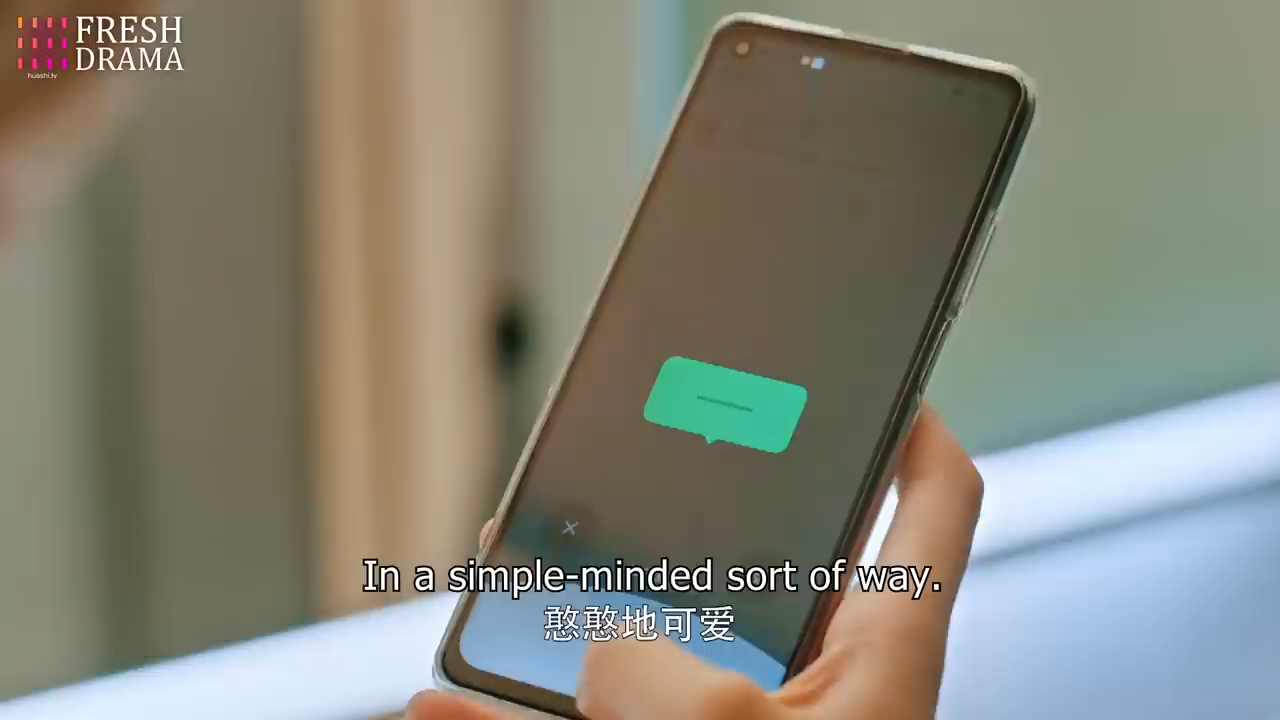 FRESH
DRAMA
huashi.tv
In a simple-minded sort of way.
憨憨地可爱